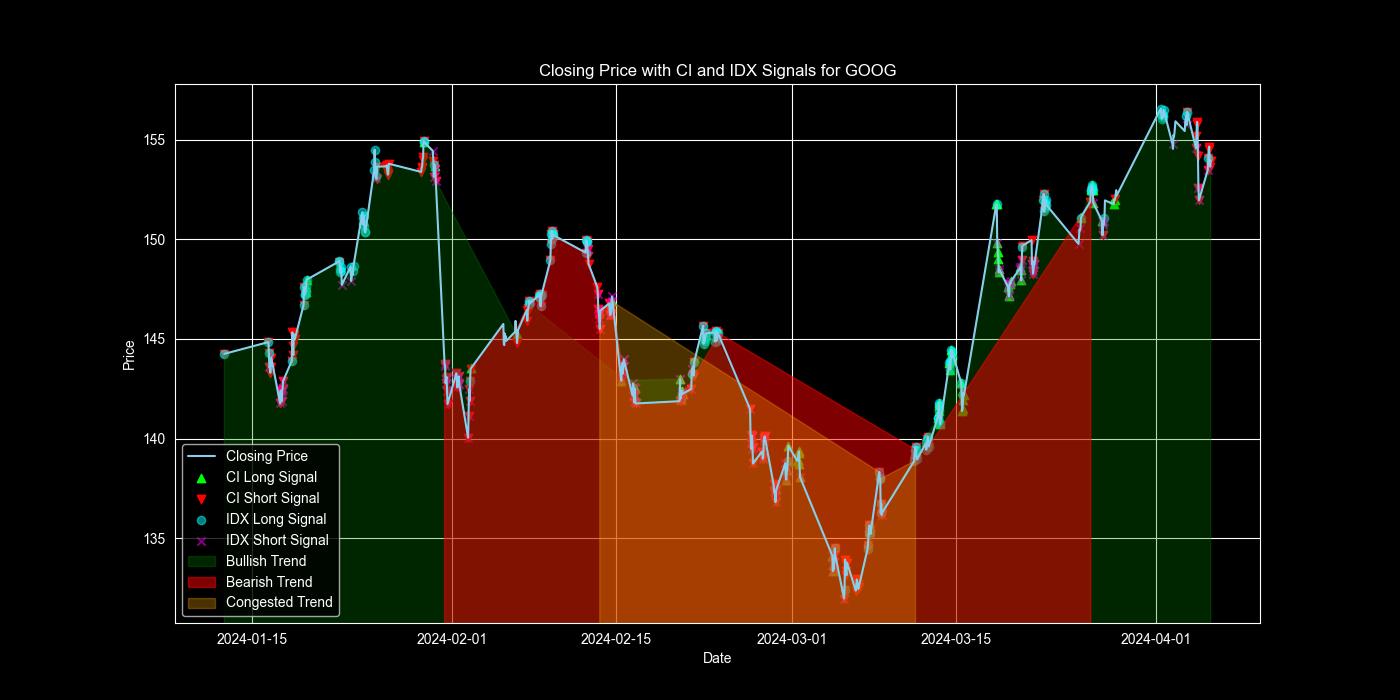 Closing Price with CI and IDX Signals for GOOG
155
150
145
140
135
Price
Closing Price
CI Long Signal
CI Short Signal
IDX Long Signal
IDX Short Signal
Bullish Trend
Bearish Trend
Congested Trend
2024-01-15
2024-02-01
2024-02-15
2024-03-01
2024-03-15
2024-04-01
Date